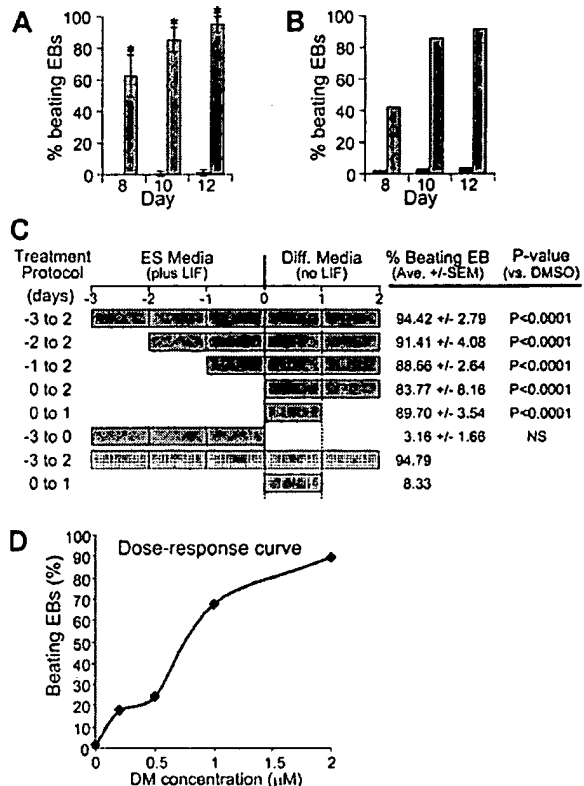 A
B
% beating EBs
100
80
60
40
20
0
* * *
8 10 12
Day
% beating EBs
100
80
60
40
20
0
8 10 12
Day
C
Treatment Protocol (days)
ES Media (plus LIF)
Diff. Media (no LIF)
% Beating EB (Ave. +/-SEM)
P-value (vs. DMSO)
-3 -2 -1 0 1 2
-3 to 2 94.42 +/- 2.79 P<0.0001
-2 to 2 91.41 +/- 4.08 P<0.0001
-1 to 2 88.66 +/- 2.64 P<0.0001
0 to 2 83.77 +/- 8.16 P<0.0001
0 to 1 89.70 +/- 3.54 P<0.0001
-3 to 0 3.16 +/- 1.66 NS
-3 to 2 94.79
0 to 1 8.33
D
Dose-response curve
Beating EBs (%)
100
90
80
70
60
50
40
30
20
10
0
0 0.5 1 1.5 2
DM concentration (μM)